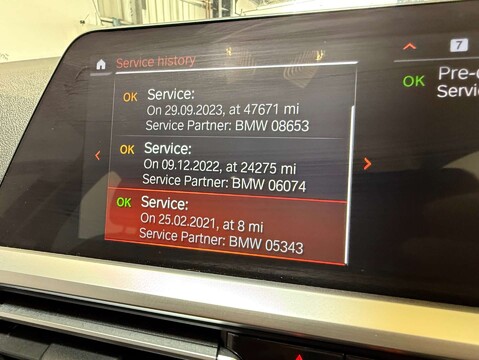 Service history
OK Service:
On 29.09.2023, at 47671 mi
Service Partner: BMW 08653
OK Service:
On 09.12.2022, at 24275 mi
Service Partner: BMW 06074
OK Service:
On 25.02.2021, at 8 mi
Service Partner: BMW 05343
7
OK Pre-
Servi